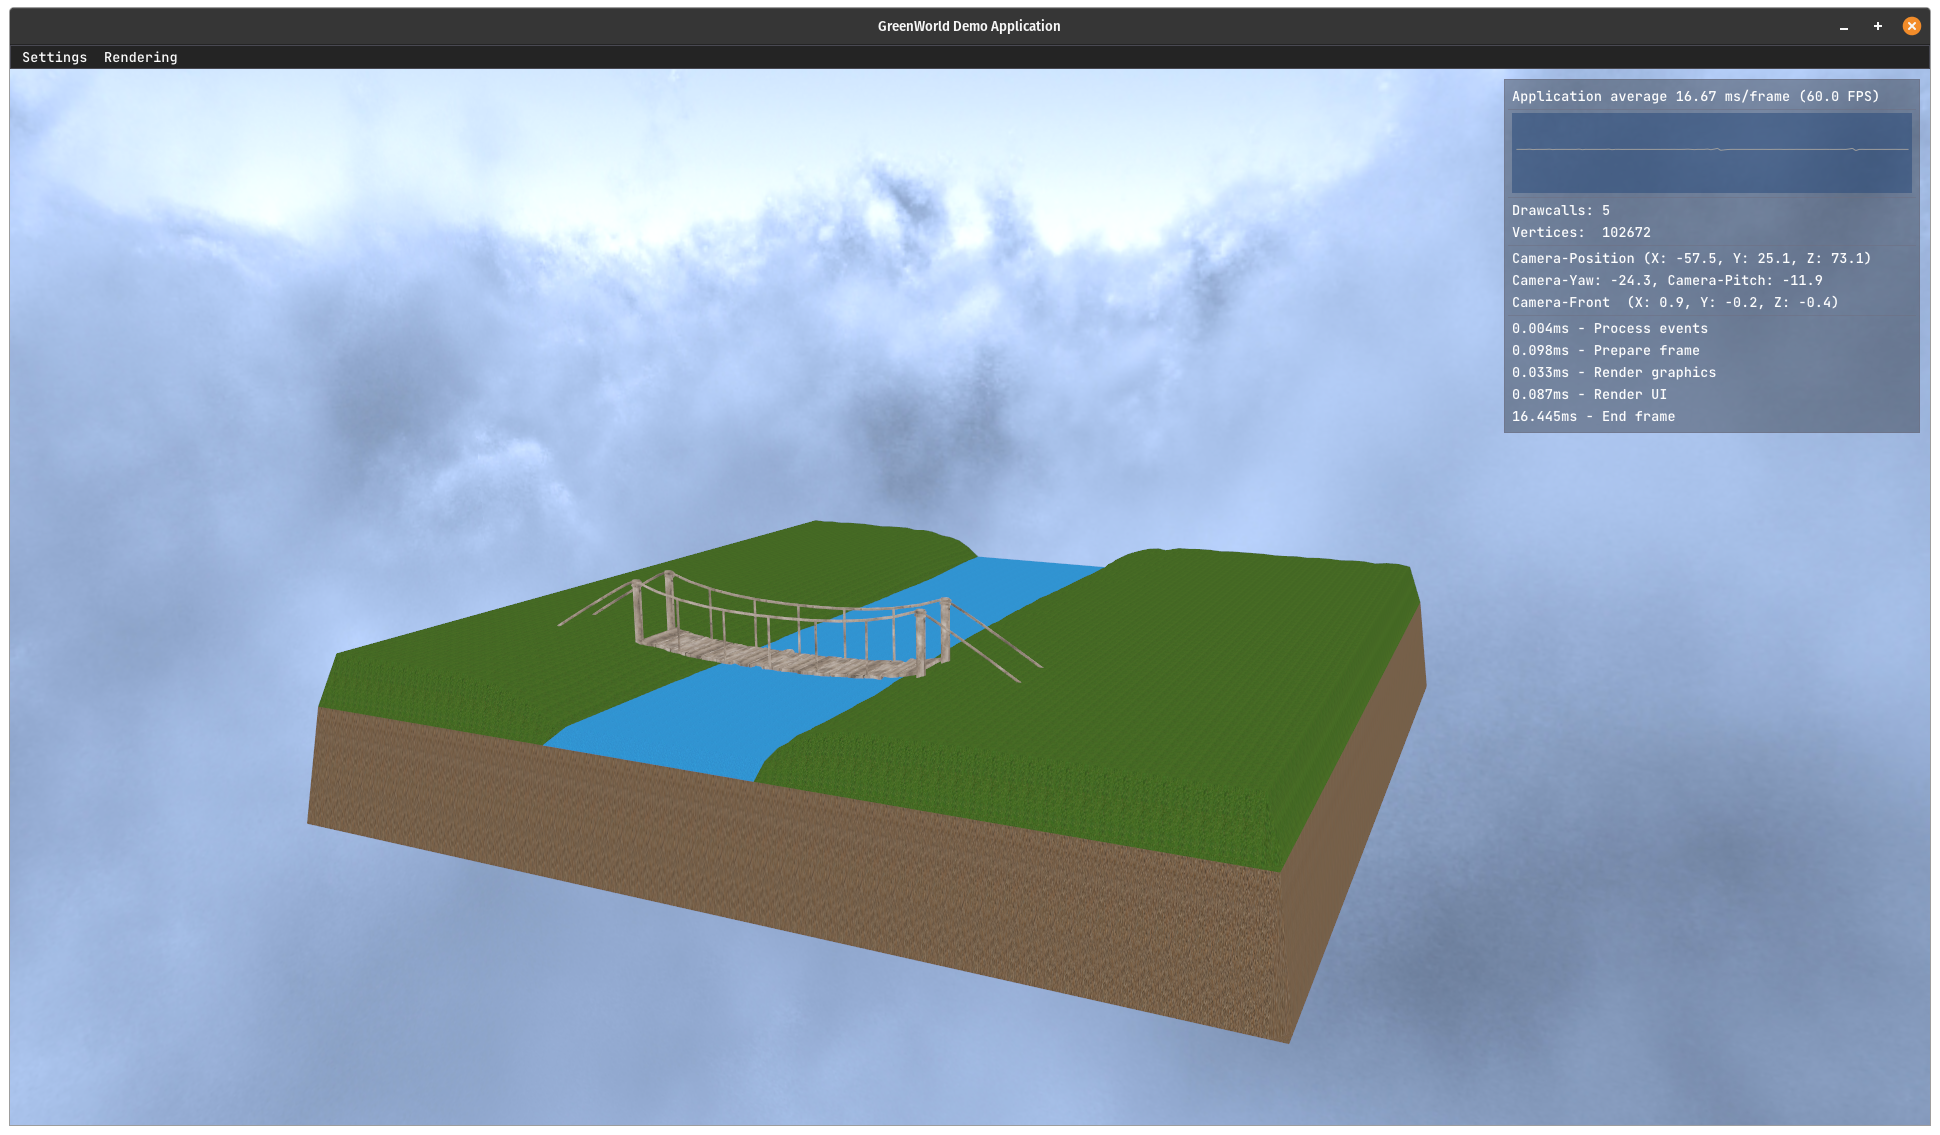 GreenWorld Demo Application
Settings Rendering
Application average 16.67 ms/frame (60.0 FPS)
Drawcalls: 5
Vertices:  102672
Camera-Position (X: -57.5, Y: 25.1, Z: 73.1)
Camera-Yaw: -24.3, Camera-Pitch: -11.9
Camera-Front  (X: 0.9, Y: -0.2, Z: -0.4)
0.004ms - Process events
0.098ms - Prepare frame
0.033ms - Render graphics
0.087ms - Render UI
16.445ms - End frame